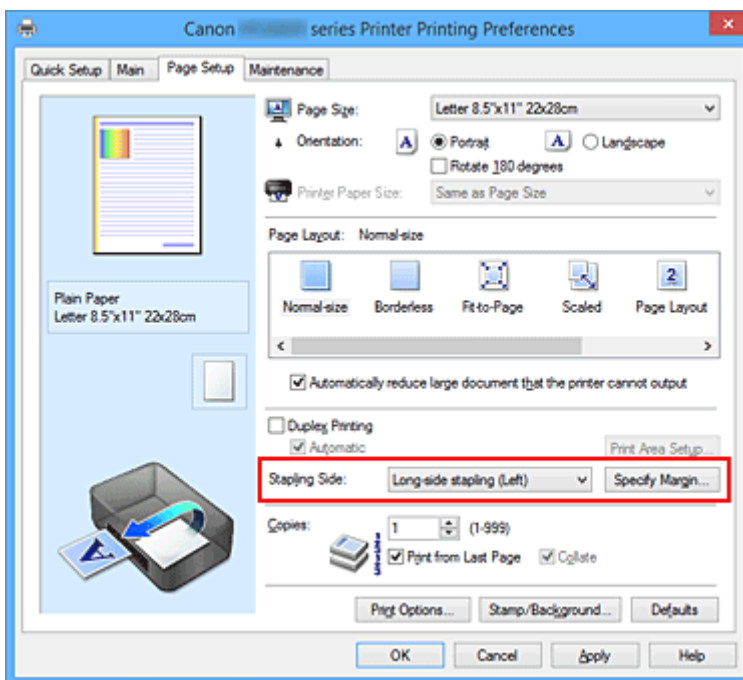 Canon series Printer Printing Preferences
Quick Setup Main Page Setup Maintenance
Page Size: Letter 8.5"x11" 22x28cm
Orientation: A Portrait A Landscape
Rotate 180 degrees
Printer Paper Size: Same as Page Size
Page Layout: Normal-size
2
Normal-size Borderless Fit-to-Page Scaled Page Layout
Plain Paper
Letter 8.5"x11" 22x28cm
Automatically reduce large document that the printer cannot output
Duplex Printing
Automatic Print Area Setup...
Stapling Side: Long-side stapling (Left) Specify Margin...
Copies: 1 (1-999)
Print from Last Page Collate
Print Options... Stamp/Background... Defaults
OK Cancel Apply Help